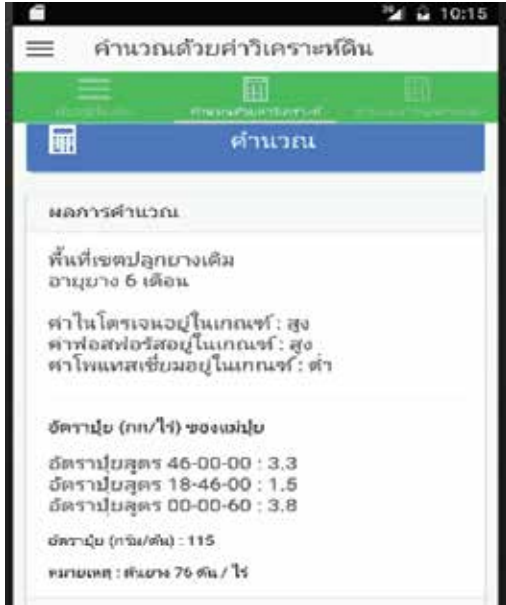 10:15
คำนวณด้วยค่าวิเคราะห์ดิน
คำนวณ
ผลการคำนวณ
พื้นที่เขตปลูกยางเดิม
อายุยาง 6 เดือน
ค่าไนโตรเจนอยู่ในเกณฑ์ : สูง
ค่าฟอสฟอรัสอยู่ในเกณฑ์ : สูง
ค่าโพแทสเซี่ยมอยู่ในเกณฑ์ : ต่ำ
อัตราปุ๋ย (กก/ไร่) ของแม่ปุ๋ย
อัตราปุ๋ยสูตร 46-00-00 : 3.3
อัตราปุ๋ยสูตร 18-46-00 : 1.5
อัตราปุ๋ยสูตร 00-00-60 : 3.8
อัตราปุ๋ย (กรัม/ต้น) : 115
หมายเหตุ : ต้นยาง 76 ต้น / ไร่